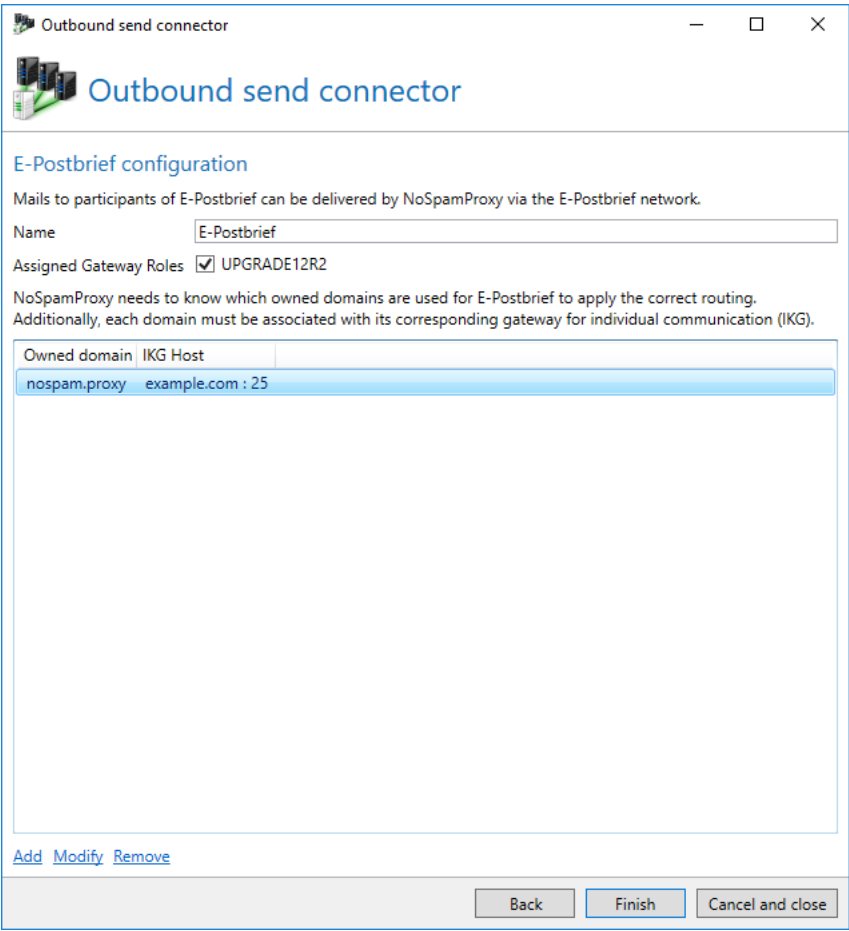 Outbound send connector
Outbound send connector
E-Postbrief configuration
Mails to participants of E-Postbrief can be delivered by NoSpamProxy via the E-Postbrief network.
Name E-Postbrief
Assigned Gateway Roles UPGRADE12R2
NoSpamProxy needs to know which owned domains are used for E-Postbrief to apply the correct routing.
Additionally, each domain must be associated with its corresponding gateway for individual communication (IKG).
Owned domain IKG Host
nospam.proxy example.com : 25
Add Modify Remove
Back Finish Cancel and close